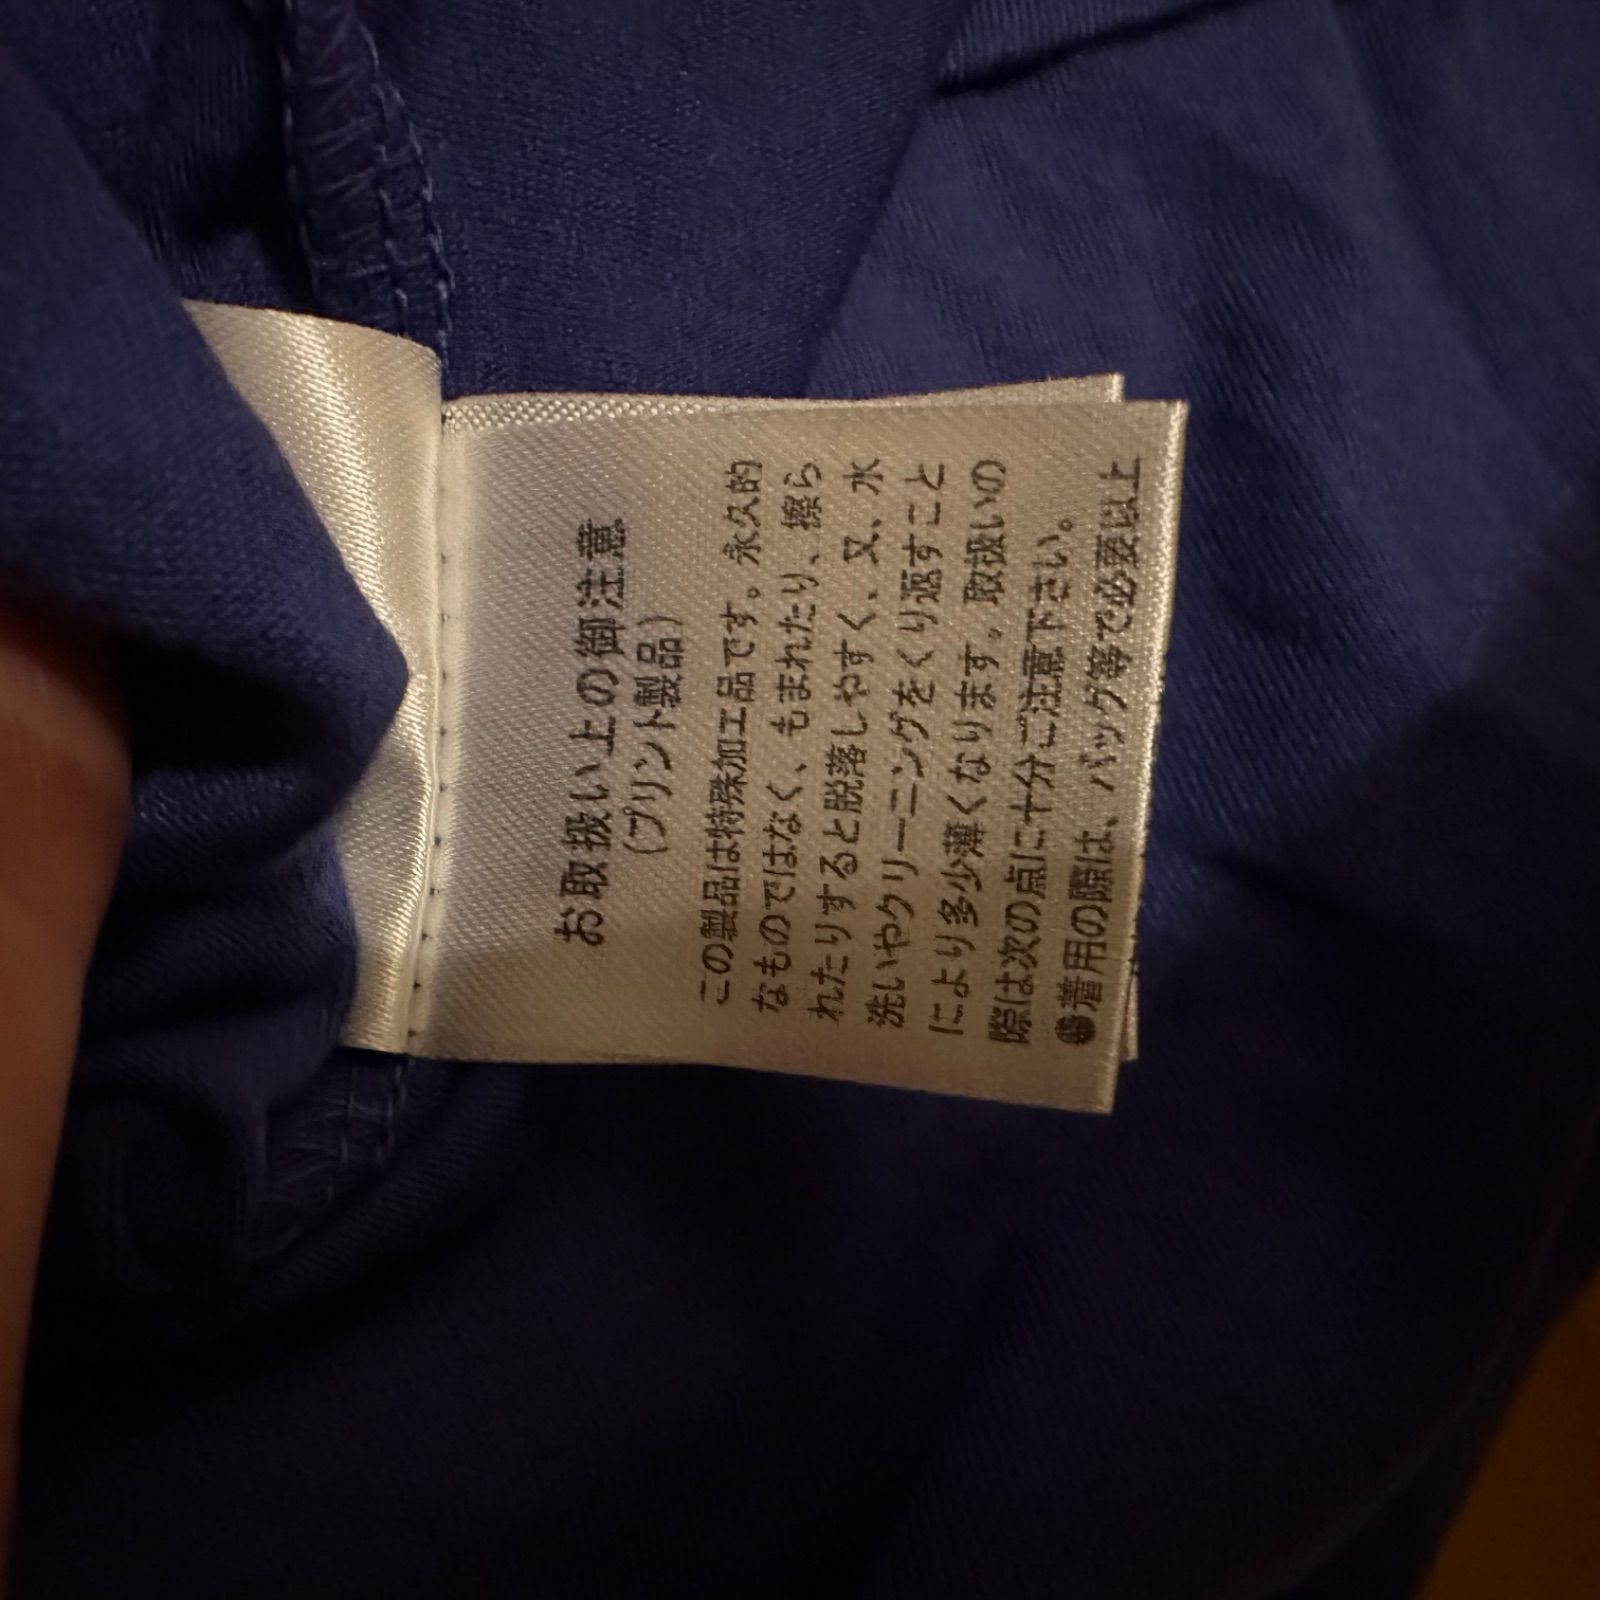 お取扱い上の御注意
(プリント製品)
この製品は特殊加工品です。永久的
なものではなく、もまれたり、擦ら
れたりすると脱落しやすく、又、水
洗いやクリーニングをくり返すこと
により多少薄くなります。取扱いの
際は次の点に十分ご注意下さい。
●着用の際は、バッグ等で必要以上